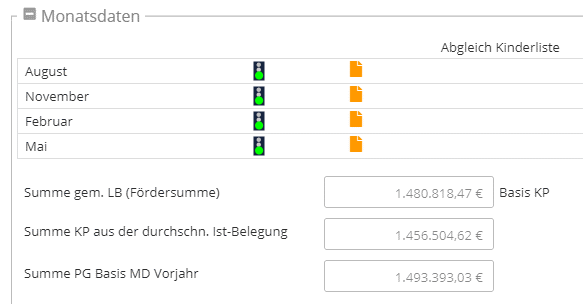 Monatsdaten
Abgleich Kinderliste
August
November
Februar
Mai
Summe gem. LB (Fördersumme) 1.480.818,47 € Basis KP
Summe KP aus der durchschn. Ist-Belegung 1.456.504,62 €
Summe PG Basis MD Vorjahr 1.493.393,03 €